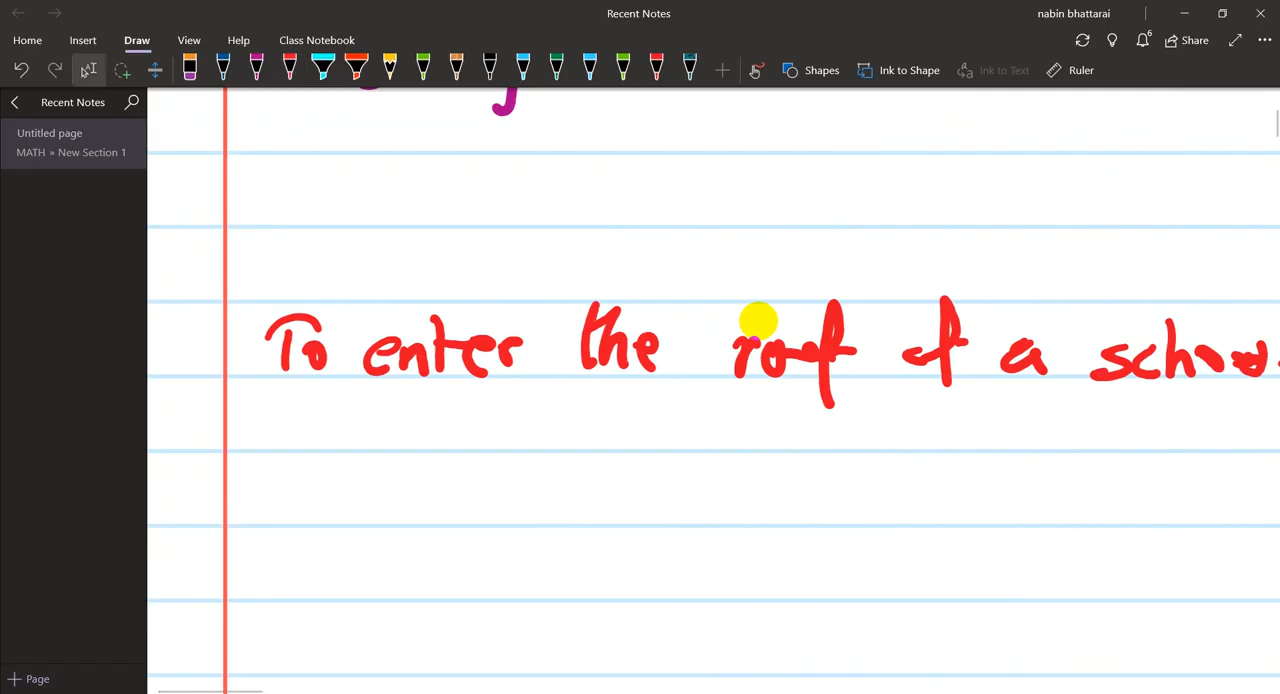 Recent Notes
nabin bhattarai
Home Insert Draw View Help Class Notebook
6
Share
Shapes Ink to Shape Ink to Text Ruler
Recent Notes
Untitled page
MATH » New Section 1
To enter the roof of a
Page